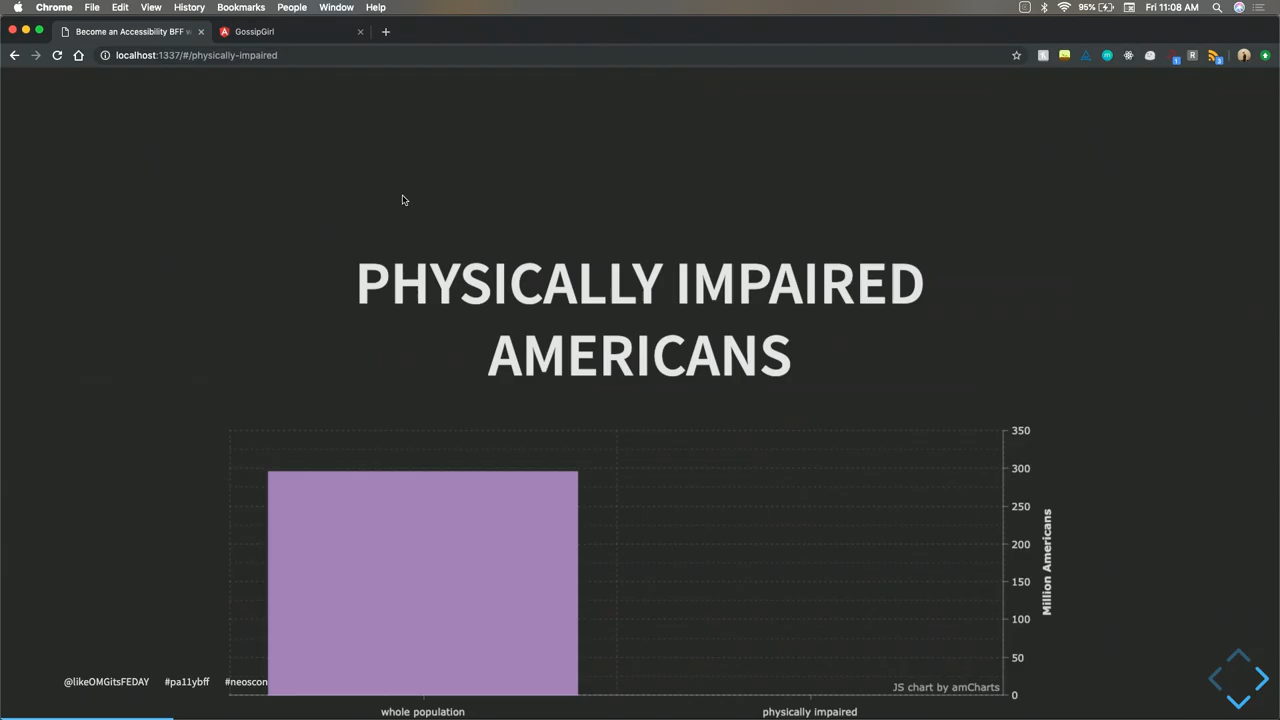 Chrome File Edit View History Bookmarks People Window Help 95% Fri 11:08 AM
Become an Accessibility BFF w GossipGirl
localhost:1337/#/physically-impaired
PHYSICALLY IMPAIRED
AMERICANS
350
300
250
200
150
100
50
0
Million Americans
JS chart by amCharts
whole population physically impaired
@likeOMGitsFEDAY #pa11ybff #neoscon